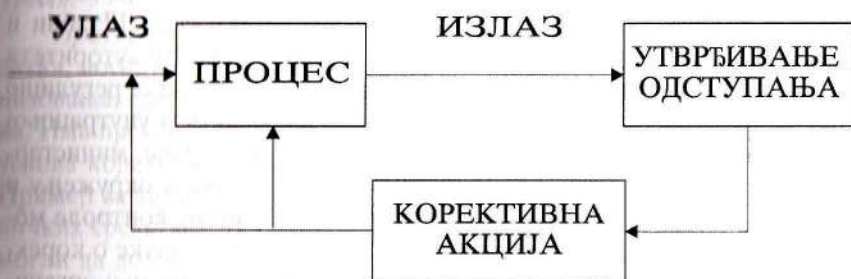 УЛАЗ
ПРОЦЕС
ИЗЛАЗ
УТВРЂИВАЊЕ
ОДСТУПАЊА
КОРЕКТИВНА
АКЦИЈА